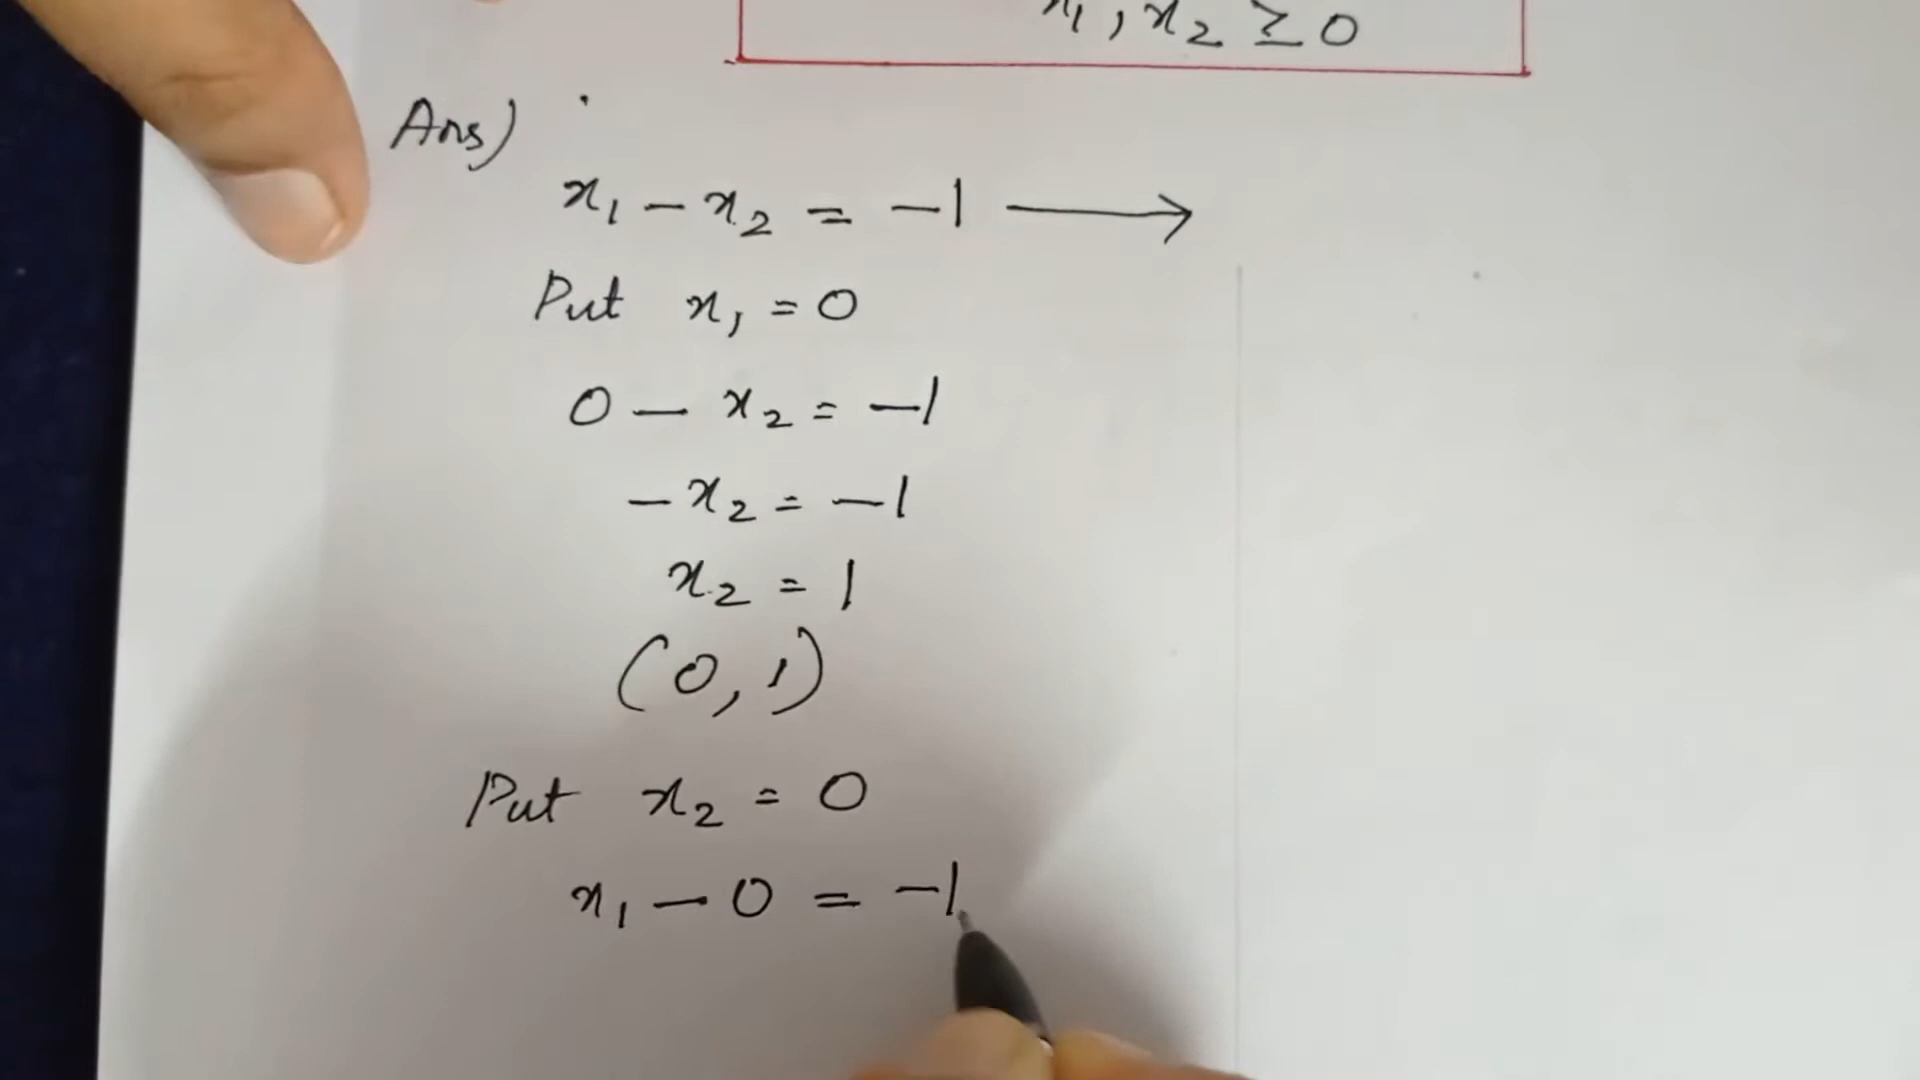 x₁, x₂ ≥ 0
Ans)
x₁ - x₂ = -1 ⟶
Put x₁ = 0
0 - x₂ = -1
-x₂ = -1
x₂ = 1
(0, 1)
Put x₂ = 0
x₁ - 0 = -1